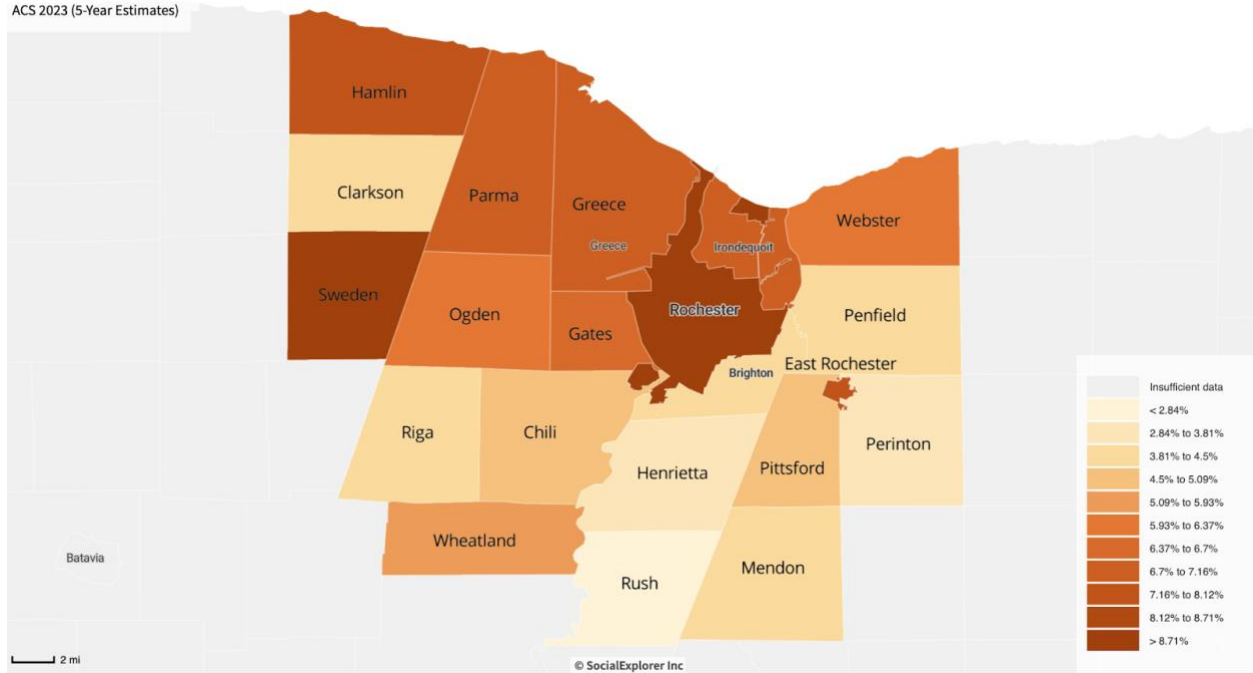 ACS 2023 (5-Year Estimates)
Hamlin
Clarkson
Parma
Greece
Greece
Irondequoit
Webster
Sweden
Ogden
Gates
Rochester
Penfield
East Rochester
Brighton
Riga
Chili
Henrietta
Pittsford
Perinton
Wheatland
Batavia
Rush
Mendon
Insufficient data
< 2.84%
2.84% to 3.81%
3.81% to 4.5%
4.5% to 5.09%
5.09% to 5.93%
5.93% to 6.37%
6.37% to 6.7%
6.7% to 7.16%
7.16% to 8.12%
8.12% to 8.71%
> 8.71%
2 mi
© SocialExplorer Inc